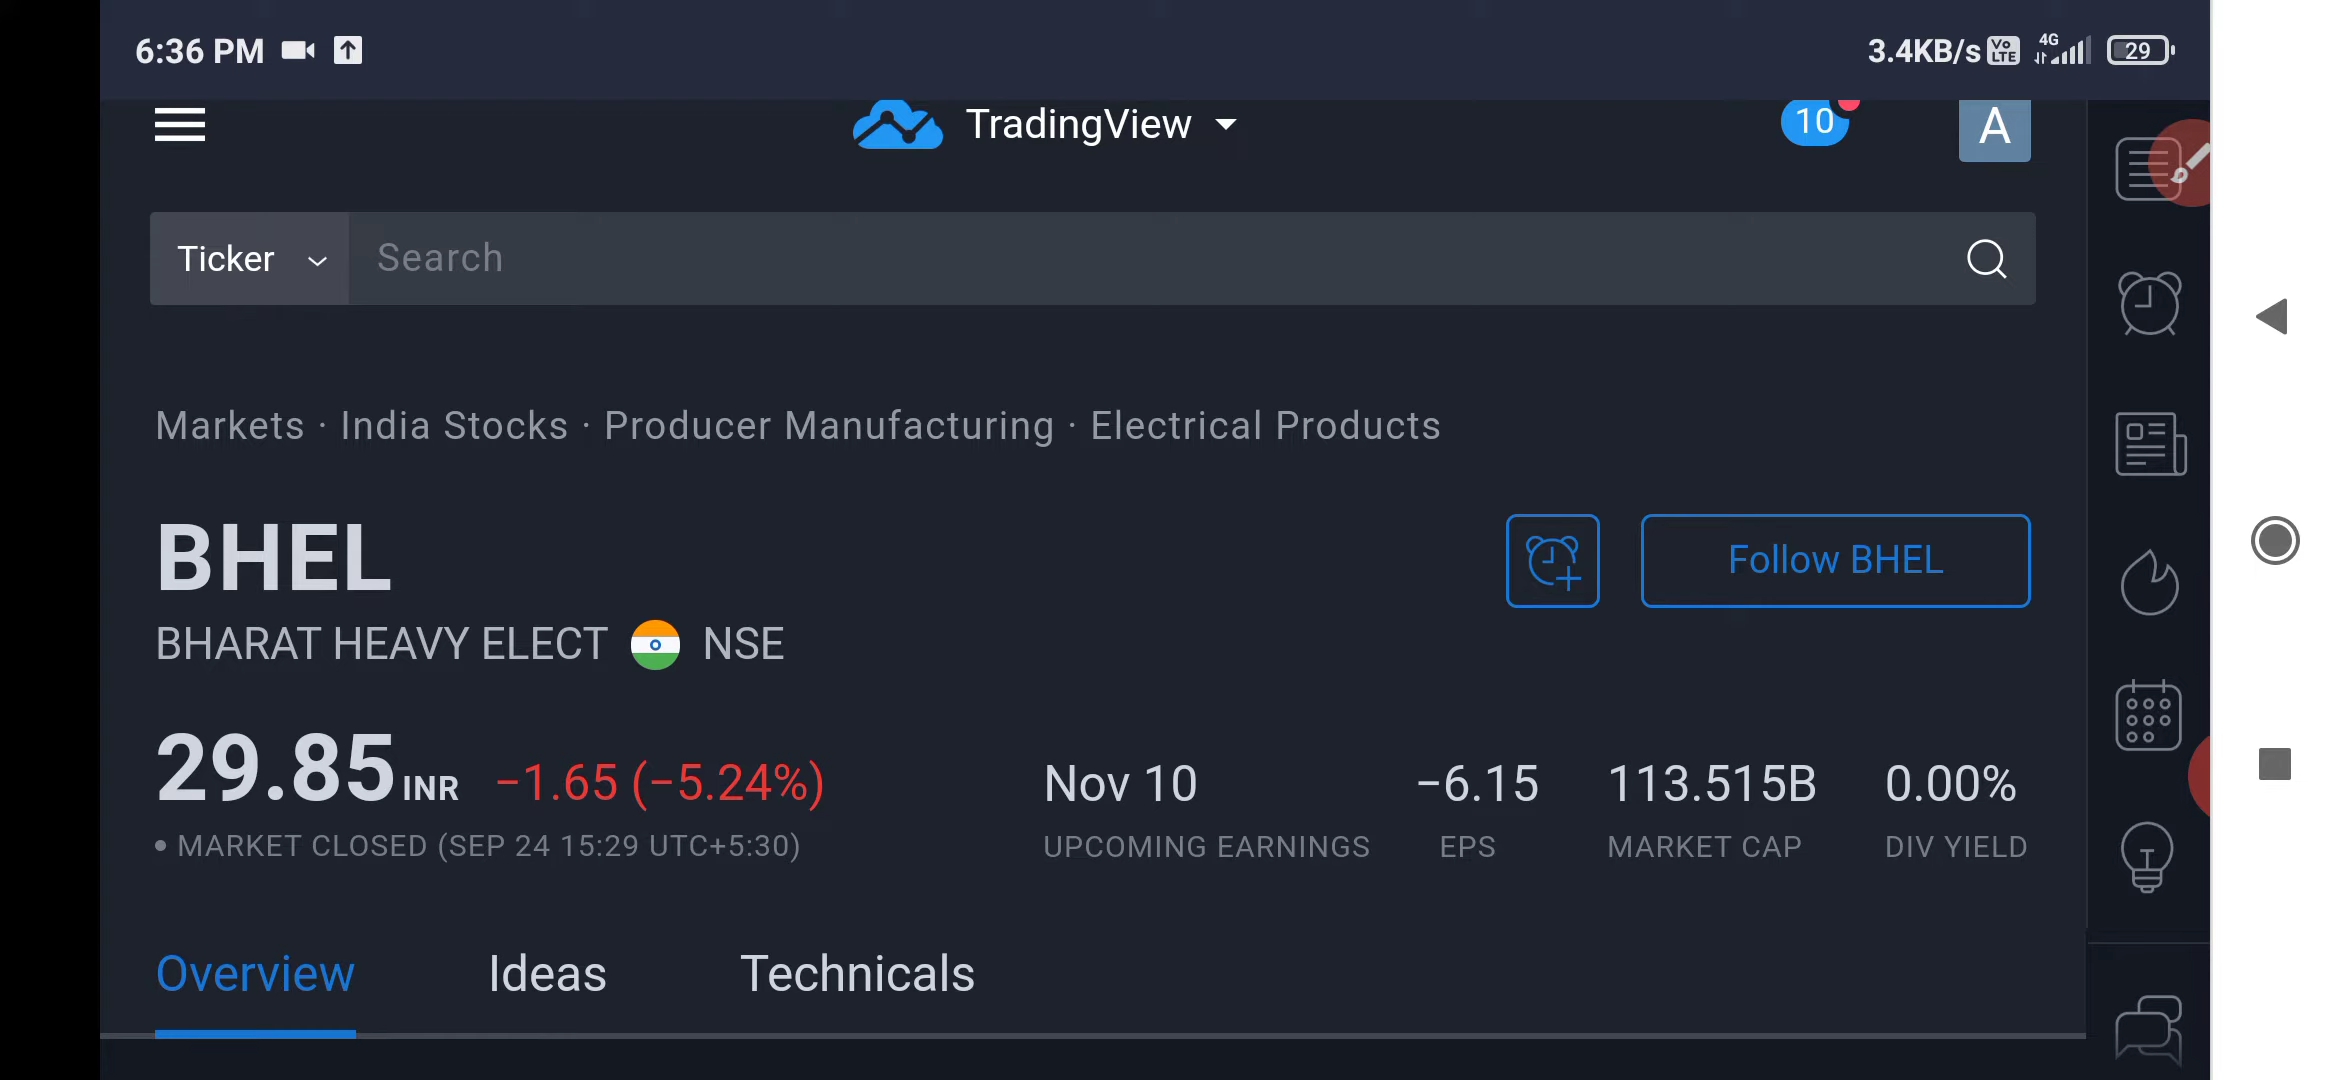 6:36 PM 3.4KB/s Vo LTE 4G 29
TradingView 10 A
Ticker Search
Markets · India Stocks · Producer Manufacturing · Electrical Products
BHEL Follow BHEL
BHARAT HEAVY ELECT NSE
29.85 INR −1.65 (−5.24%) Nov 10 −6.15 113.515B 0.00%
• MARKET CLOSED (SEP 24 15:29 UTC+5:30) UPCOMING EARNINGS EPS MARKET CAP DIV YIELD
Overview Ideas Technicals